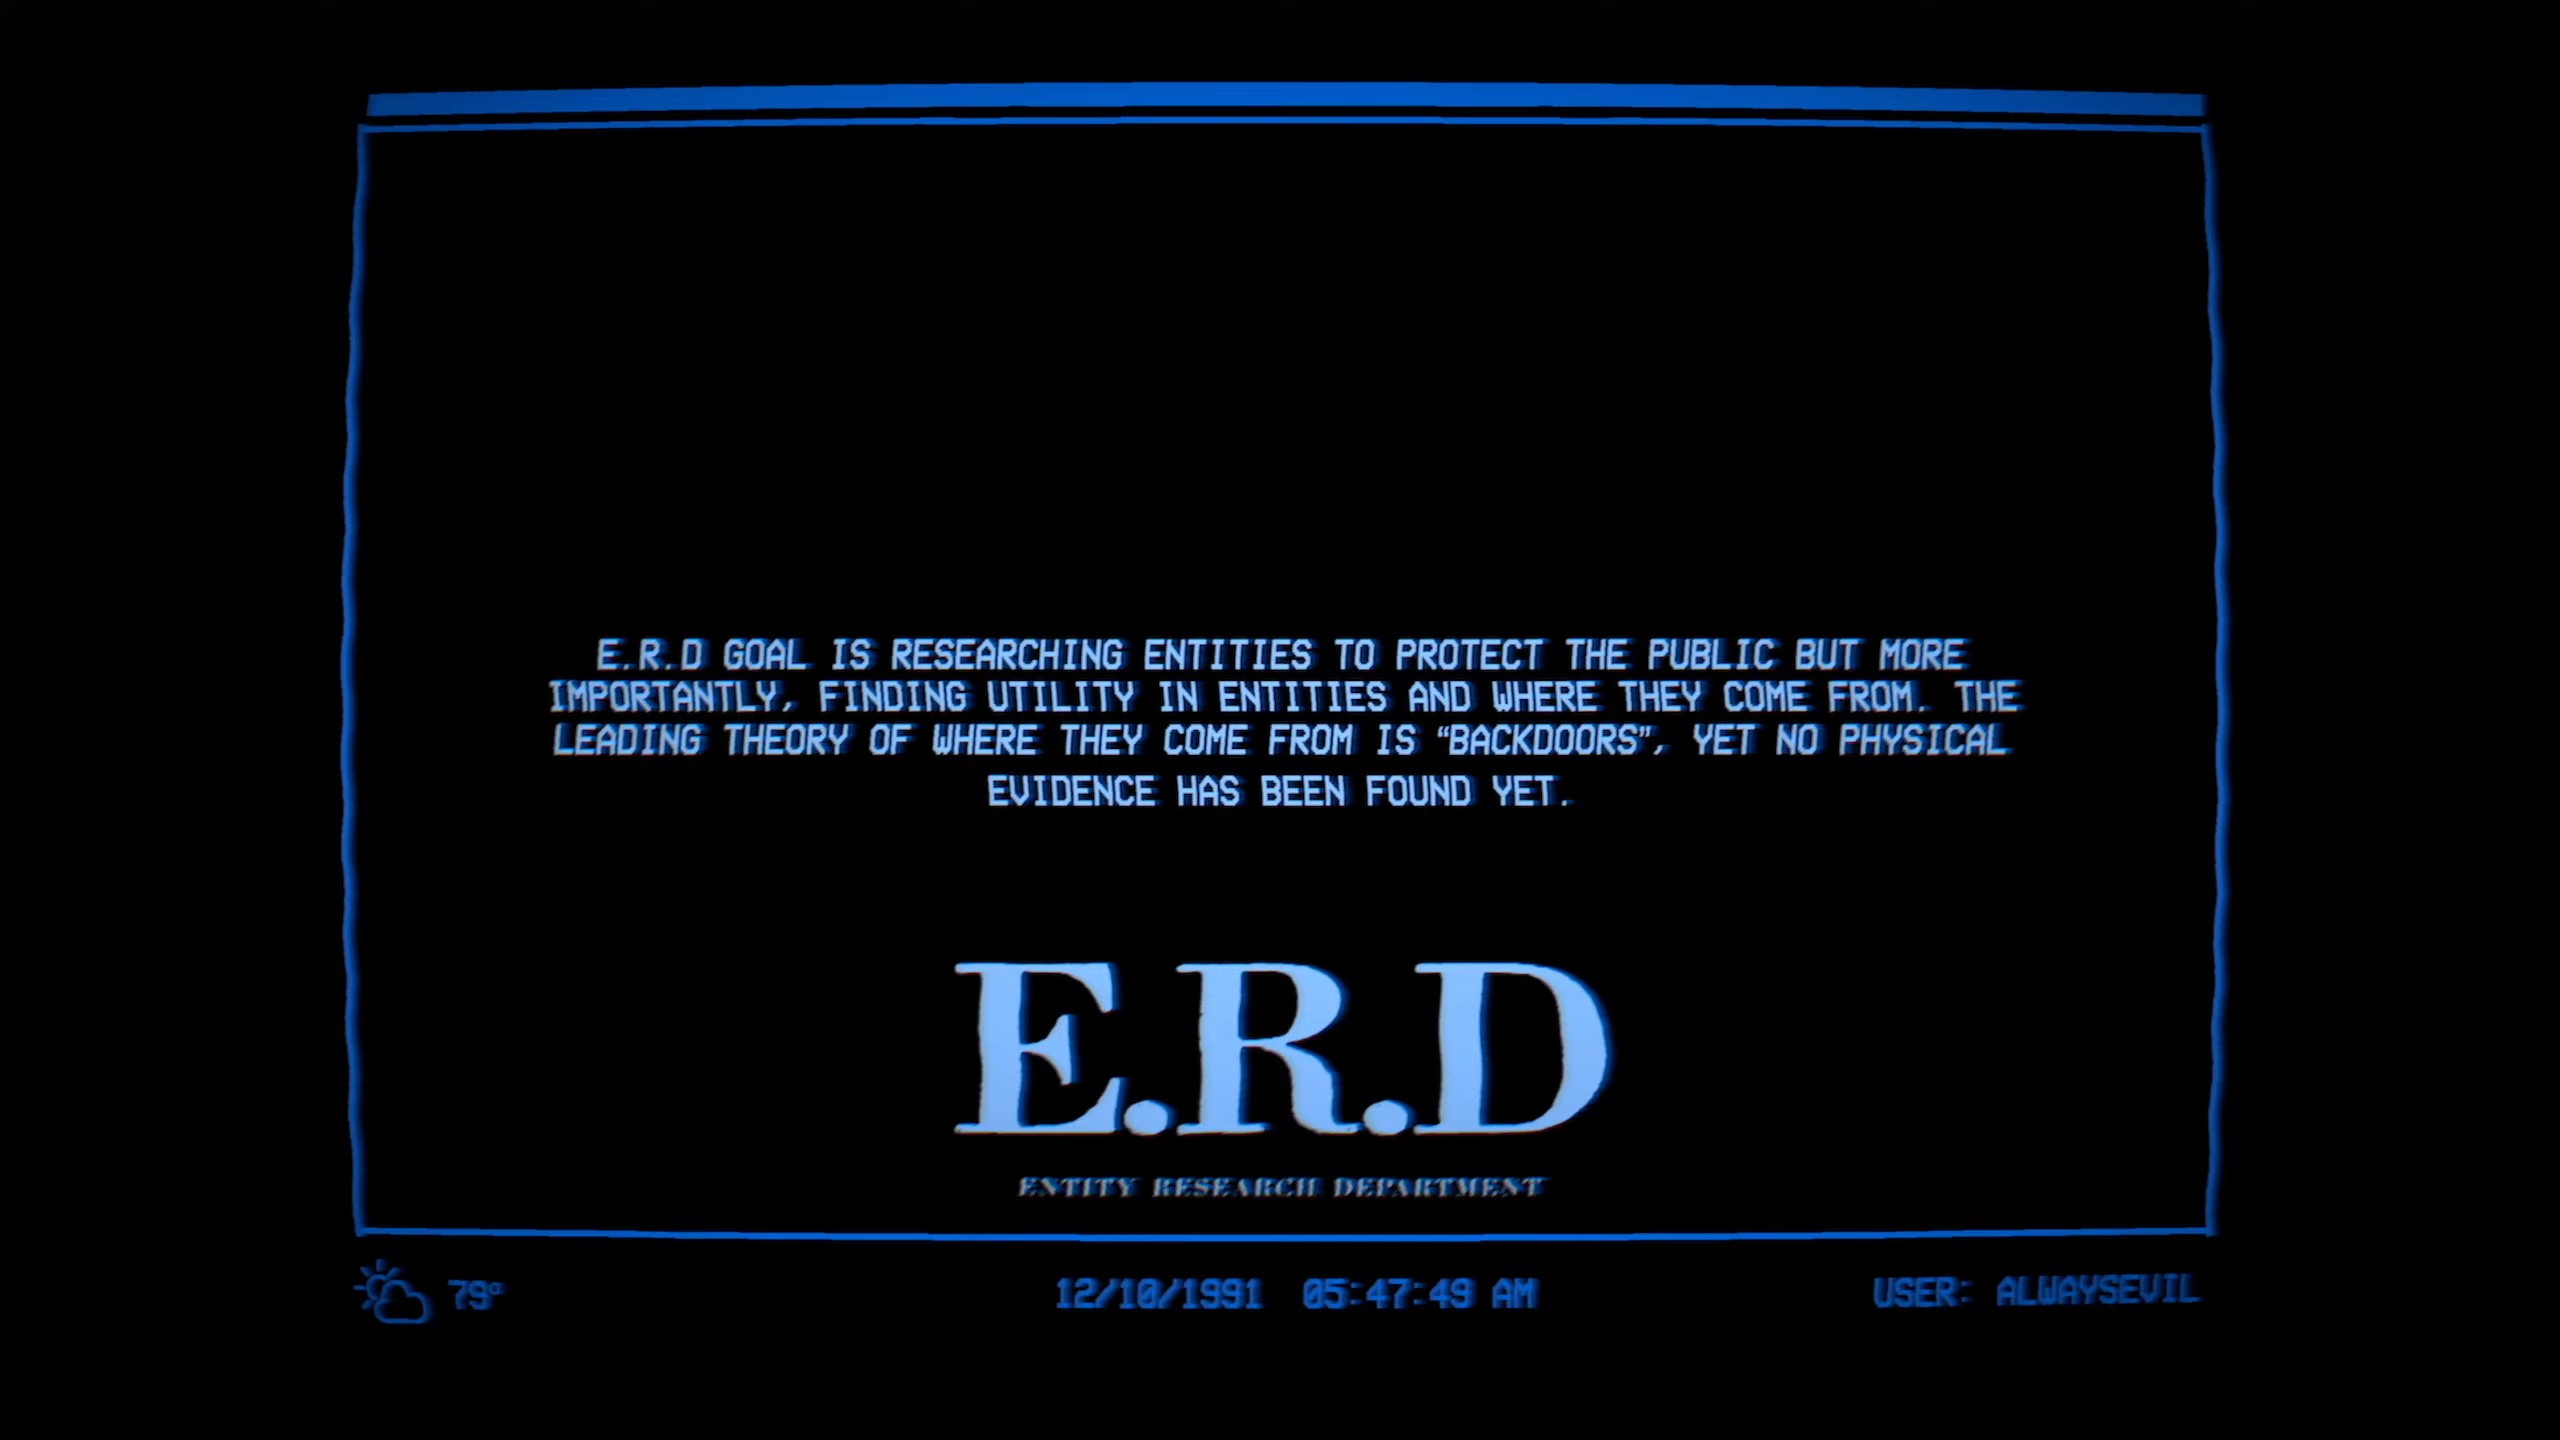 E.R.D GOAL IS RESEARCHING ENTITIES TO PROTECT THE PUBLIC BUT MORE
IMPORTANTLY, FINDING UTILITY IN ENTITIES AND WHERE THEY COME FROM. THE
LEADING THEORY OF WHERE THEY COME FROM IS “BACKDOORS”, YET NO PHYSICAL
EVIDENCE HAS BEEN FOUND YET.
E.R.D
ENTITY RESEARCH DEPARTMENT
79°
12/10/1991 05:47:49 AM
USER: ALWAYSEVIL